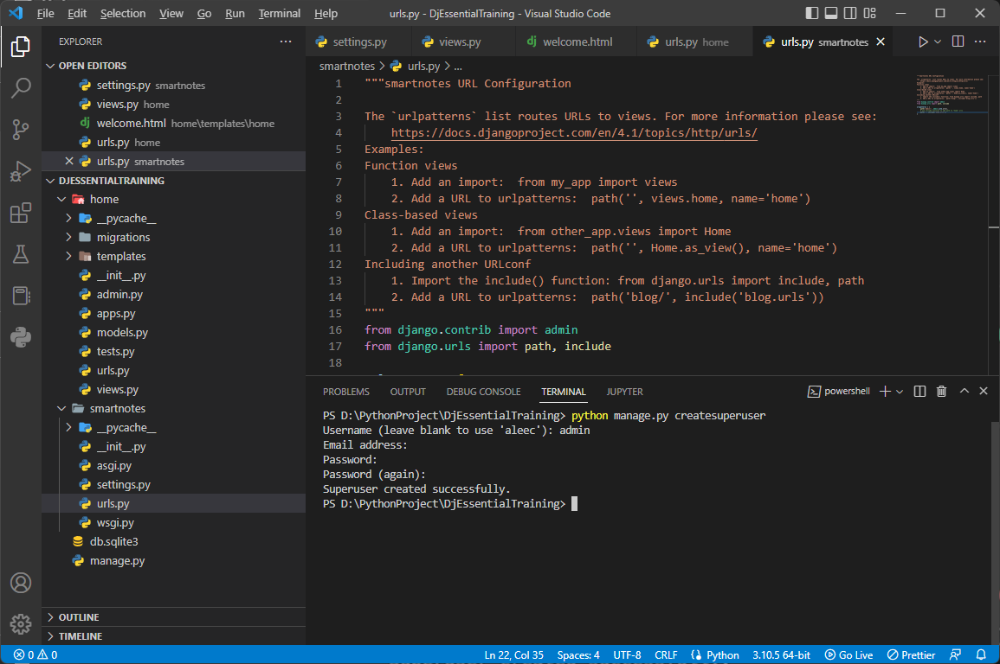 File Edit Selection View Go Run Terminal Help urls.py - DjEssentialTraining - Visual Studio Code
EXPLORER
OPEN EDITORS
settings.py smartnotes
views.py home
welcome.html home\templates\home
urls.py home
urls.py smartnotes
DJESSENTIALTRAINING
home
__pycache__
migrations
templates
__init__.py
admin.py
apps.py
models.py
tests.py
urls.py
views.py
smartnotes
__pycache__
__init__.py
asgi.py
settings.py
urls.py
wsgi.py
db.sqlite3
manage.py
OUTLINE
TIMELINE
settings.py views.py dj welcome.html urls.py home urls.py smartnotes
smartnotes > urls.py > ...
1 """smartnotes URL Configuration
2
3 The `urlpatterns` list routes URLs to views. For more information please see:
4 https://docs.djangoproject.com/en/4.1/topics/http/urls/
5 Examples:
6 Function views
7 1. Add an import:  from my_app import views
8 2. Add a URL to urlpatterns:  path('', views.home, name='home')
9 Class-based views
10 1. Add an import:  from other_app.views import Home
11 2. Add a URL to urlpatterns:  path('', Home.as_view(), name='home')
12 Including another URLconf
13 1. Import the include() function: from django.urls import include, path
14 2. Add a URL to urlpatterns:  path('blog/', include('blog.urls'))
15 """
16 from django.contrib import admin
17 from django.urls import path, include
18
PROBLEMS OUTPUT DEBUG CONSOLE TERMINAL JUPYTER powershell
PS D:\PythonProject\DjEssentialTraining> python manage.py createsuperuser
Username (leave blank to use 'aleec'): admin
Email address:
Password:
Password (again):
Superuser created successfully.
PS D:\PythonProject\DjEssentialTraining>
0 0 Ln 22, Col 35 Spaces: 4 UTF-8 CRLF Python 3.10.5 64-bit Go Live Prettier